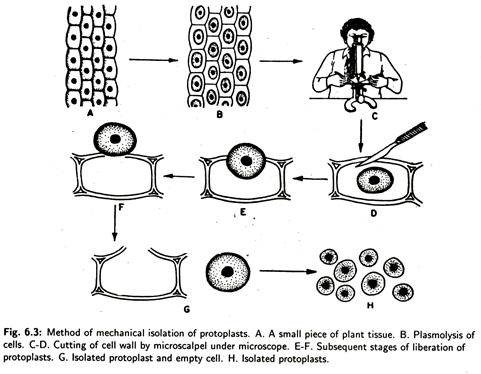 A
B
C
F
E
D
G
H
Fig. 6.3: Method of mechanical isolation of protoplasts. A. A small piece of plant tissue. B. Plasmolysis of
cells. C-D. Cutting of cell wall by microscalpel under microscope. E-F. Subsequent stages of liberation of
protoplasts. G. Isolated protoplast and empty cell. H. Isolated protoplasts.